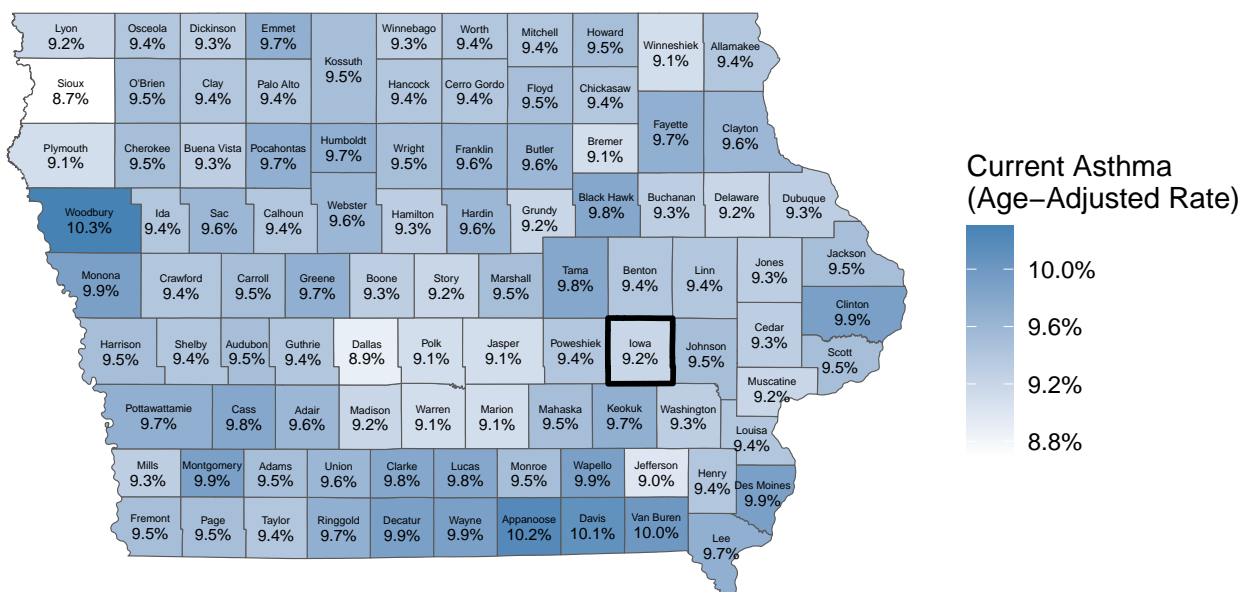 Lyon
9.2%
Osceola
9.4%
Dickinson
9.3%
Emmet
9.7%
Kossuth
9.5%
Winnebago
9.3%
Worth
9.4%
Mitchell
9.4%
Howard
9.5%
Winneshiek
9.1%
Allamakee
9.4%
Sioux
8.7%
O'Brien
9.5%
Clay
9.4%
Palo Alto
9.4%
Hancock
9.4%
Cerro Gordo
9.4%
Floyd
9.5%
Chickasaw
9.4%
Plymouth
9.1%
Cherokee
9.5%
Buena Vista
9.3%
Pocahontas
9.7%
Humboldt
9.7%
Wright
9.5%
Franklin
9.6%
Butler
9.6%
Bremer
9.1%
Fayette
9.7%
Clayton
9.6%
Woodbury
10.3%
Ida
9.4%
Sac
9.6%
Calhoun
9.4%
Webster
9.6%
Hamilton
9.3%
Hardin
9.6%
Grundy
9.2%
Black Hawk
9.8%
Buchanan
9.3%
Delaware
9.2%
Dubuque
9.3%
Monona
9.9%
Crawford
9.4%
Carroll
9.5%
Greene
9.7%
Boone
9.3%
Story
9.2%
Marshall
9.5%
Tama
9.8%
Benton
9.4%
Linn
9.4%
Jones
9.3%
Jackson
9.5%
Clinton
9.9%
Harrison
9.5%
Shelby
9.4%
Audubon
9.5%
Guthrie
9.4%
Dallas
8.9%
Polk
9.1%
Jasper
9.1%
Poweshiek
9.4%
Iowa
9.2%
Johnson
9.5%
Cedar
9.3%
Scott
9.5%
Muscatine
9.2%
Pottawattamie
9.7%
Cass
9.8%
Adair
9.6%
Madison
9.2%
Warren
9.1%
Marion
9.1%
Mahaska
9.5%
Keokuk
9.7%
Washington
9.3%
Louisa
9.4%
Mills
9.3%
Montgomery
9.9%
Adams
9.5%
Union
9.6%
Clarke
9.8%
Lucas
9.8%
Monroe
9.5%
Wapello
9.9%
Jefferson
9.0%
Henry
9.4%
Des Moines
9.9%
Fremont
9.5%
Page
9.5%
Taylor
9.4%
Ringgold
9.7%
Decatur
9.9%
Wayne
9.9%
Appanoose
10.2%
Davis
10.1%
Van Buren
10.0%
Lee
9.7%
Current Asthma
(Age−Adjusted Rate)
10.0%
9.6%
9.2%
8.8%